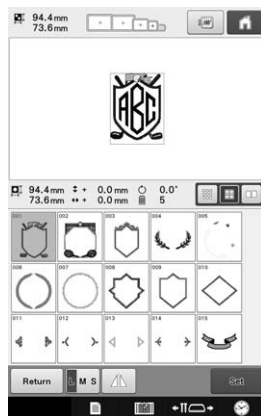 94.4mm
73.6mm
ABC
94.4mm + 0.0mm 0.0°
73.6mm + 0.0mm 5
001 002 003 004 005
006 007 008 009 010
011 012 013 014 015
Return L M S Set